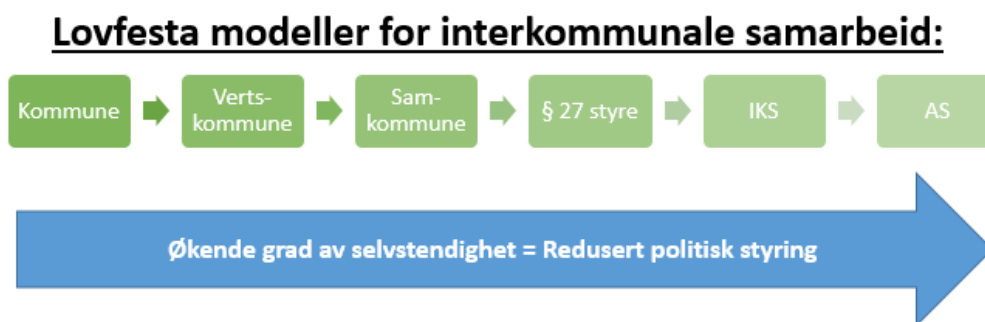 Lovfesta modeller for interkommunale samarbeid:
Kommune
Verts-
kommune
Sam-
kommune
§ 27 styre
IKS
AS
Økende grad av selvstendighet = Redusert politisk styring